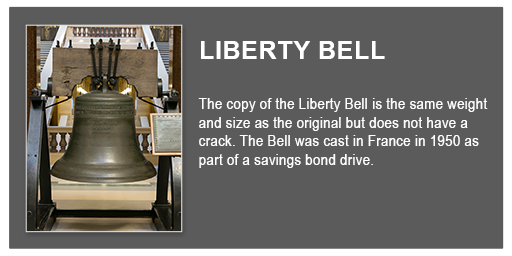 LIBERTY BELL
The copy of the Liberty Bell is the same weight
and size as the original but does not have a
crack. The Bell was cast in France in 1950 as
part of a savings bond drive.